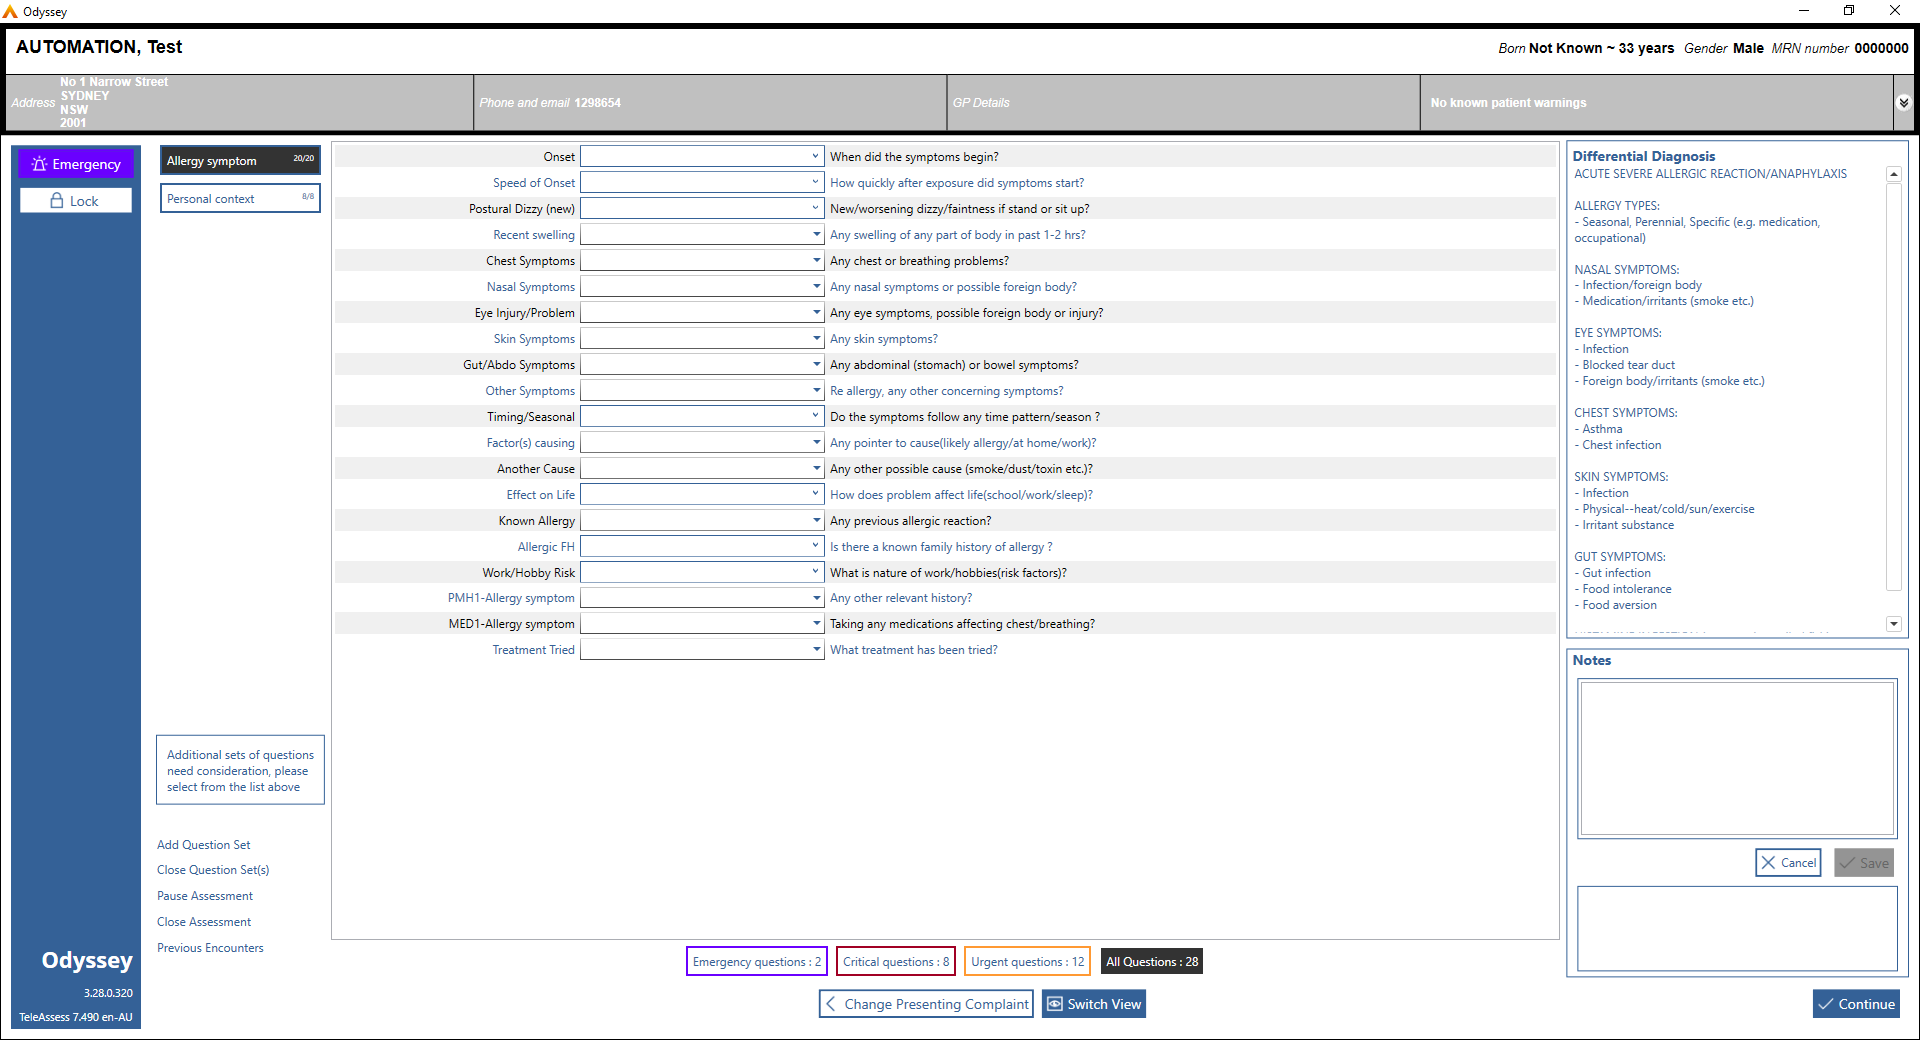 Odyssey
AUTOMATION, Test
Born Not Known ~ 33 years Gender Male MRN number 0000000
Address
No 1 Narrow Street
SYDNEY
NSW
2001
Phone and email 1298654
GP Details
No known patient warnings
Emergency
Lock
Allergy symptom 20/20
Personal context 8/8
Onset When did the symptoms begin?
Speed of Onset How quickly after exposure did symptoms start?
Postural Dizzy (new) New/worsening dizzy/faintness if stand or sit up?
Recent swelling Any swelling of any part of body in past 1-2 hrs?
Chest Symptoms Any chest or breathing problems?
Nasal Symptoms Any nasal symptoms or possible foreign body?
Eye Injury/Problem Any eye symptoms, possible foreign body or injury?
Skin Symptoms Any skin symptoms?
Gut/Abdo Symptoms Any abdominal (stomach) or bowel symptoms?
Other Symptoms Re allergy, any other concerning symptoms?
Timing/Seasonal Do the symptoms follow any time pattern/season ?
Factor(s) causing Any pointer to cause(likely allergy/at home/work)?
Another Cause Any other possible cause (smoke/dust/toxin etc.)?
Effect on Life How does problem affect life(school/work/sleep)?
Known Allergy Any previous allergic reaction?
Allergic FH Is there a known family history of allergy ?
Work/Hobby Risk What is nature of work/hobbies(risk factors)?
PMH1-Allergy symptom Any other relevant history?
MED1-Allergy symptom Taking any medications affecting chest/breathing?
Treatment Tried What treatment has been tried?
Differential Diagnosis
ACUTE SEVERE ALLERGIC REACTION/ANAPHYLAXIS
ALLERGY TYPES:
- Seasonal, Perennial, Specific (e.g. medication,
occupational)
NASAL SYMPTOMS:
- Infection/foreign body
- Medication/irritants (smoke etc.)
EYE SYMPTOMS:
- Infection
- Blocked tear duct
- Foreign body/irritants (smoke etc.)
CHEST SYMPTOMS:
- Asthma
- Chest infection
SKIN SYMPTOMS:
- Infection
- Physical--heat/cold/sun/exercise
- Irritant substance
GUT SYMPTOMS:
- Gut infection
- Food intolerance
- Food aversion
Notes
Cancel
Save
Additional sets of questions
need consideration, please
select from the list above
Add Question Set
Close Question Set(s)
Pause Assessment
Close Assessment
Previous Encounters
Odyssey
3.28.0.320
TeleAssess 7.490 en-AU
Emergency questions : 2
Critical questions : 8
Urgent questions : 12
All Questions : 28
Change Presenting Complaint
Switch View
Continue